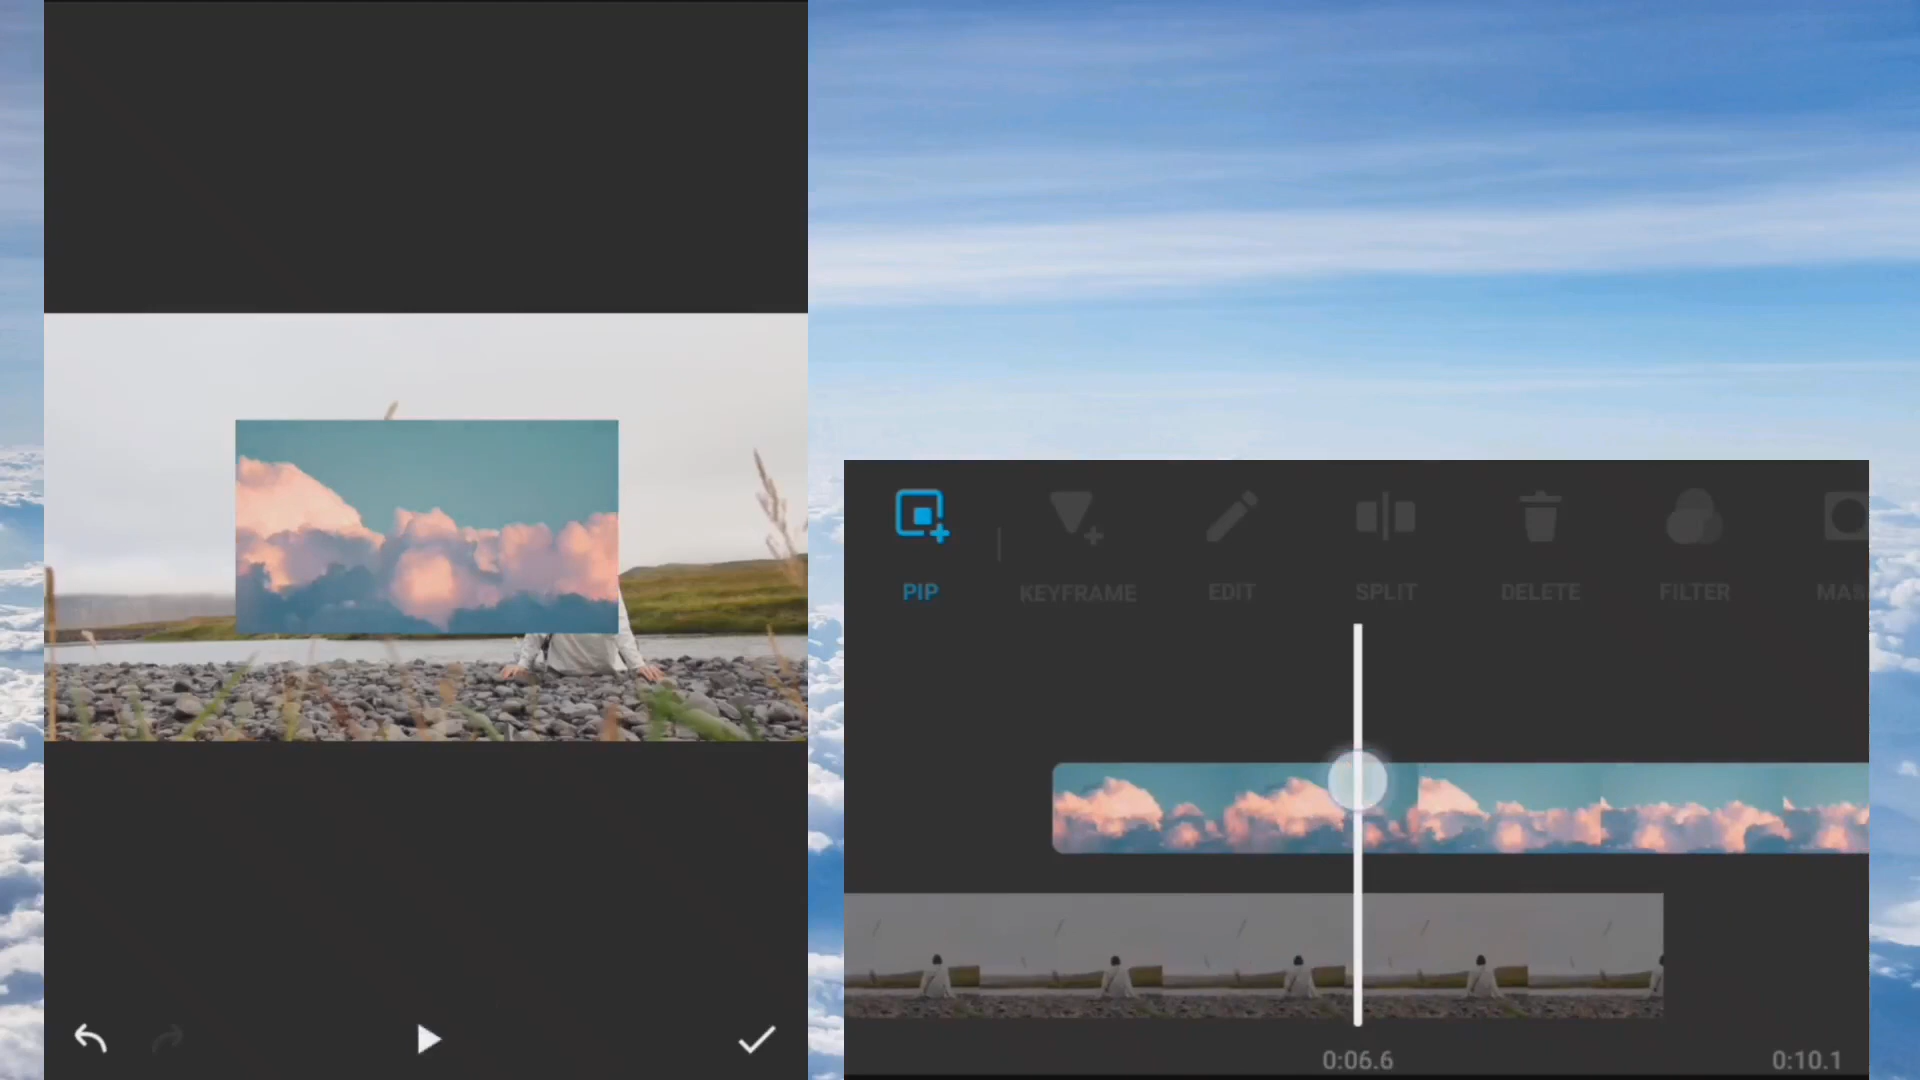 PIP
KEYFRAME
EDIT
SPLIT
DELETE
FILTER
0:06.6
0:10.1